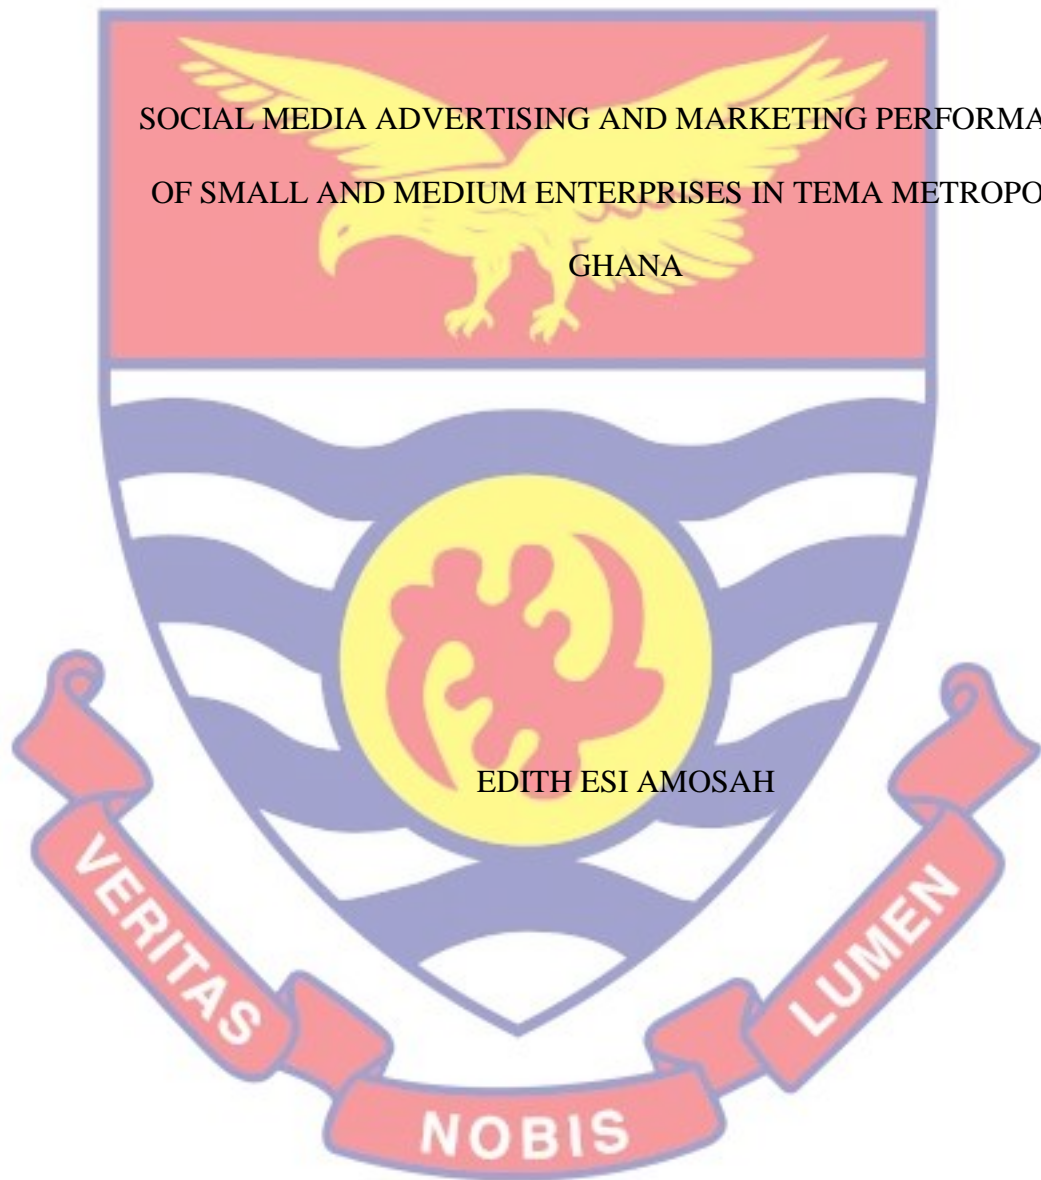 SOCIAL MEDIA ADVERTISING AND MARKETING PERFORMA
OF SMALL AND MEDIUM ENTERPRISES IN TEMA METROPO
GHANA
EDITH ESI AMOSAH
VERITAS
NOBIS
LUMEN